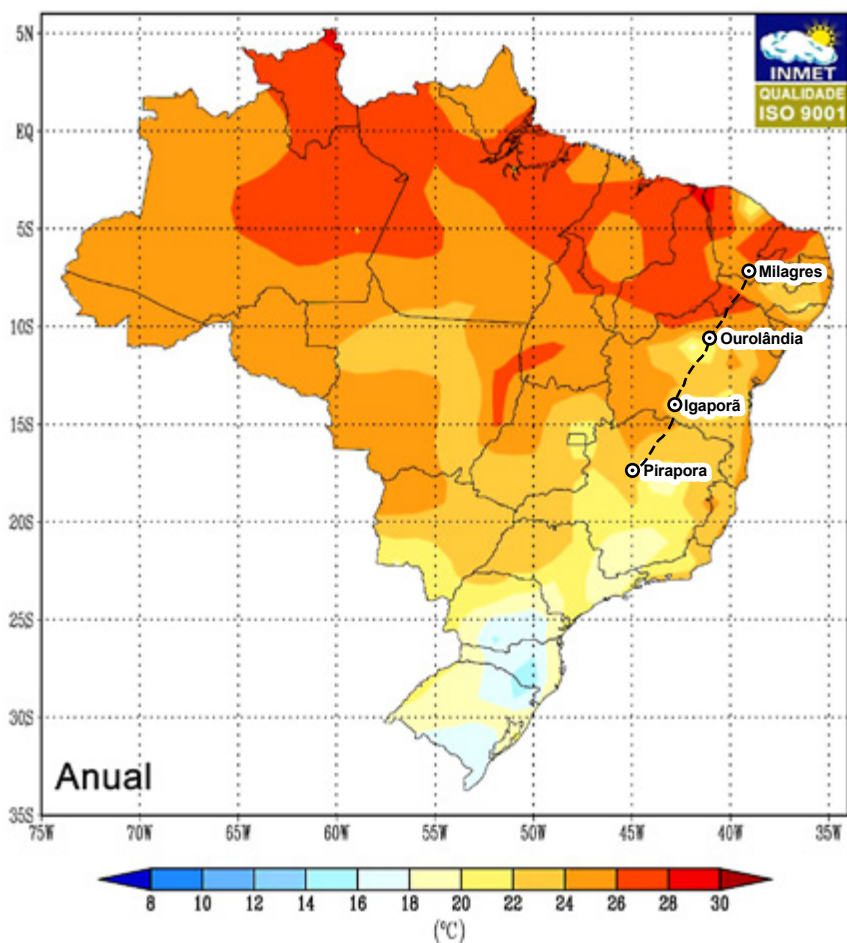 5N
EQ
5S
10S
15S
20S
25S
30S
35S
INMET
QUALIDADE
ISO 9001
Milagres
Ourolândia
Igaporã
Pirapora
Anual
75W 70W 65W 60W 55W 50W 45W 40W 35W
8 10 12 14 16 18 20 22 24 26 28 30
(°C)